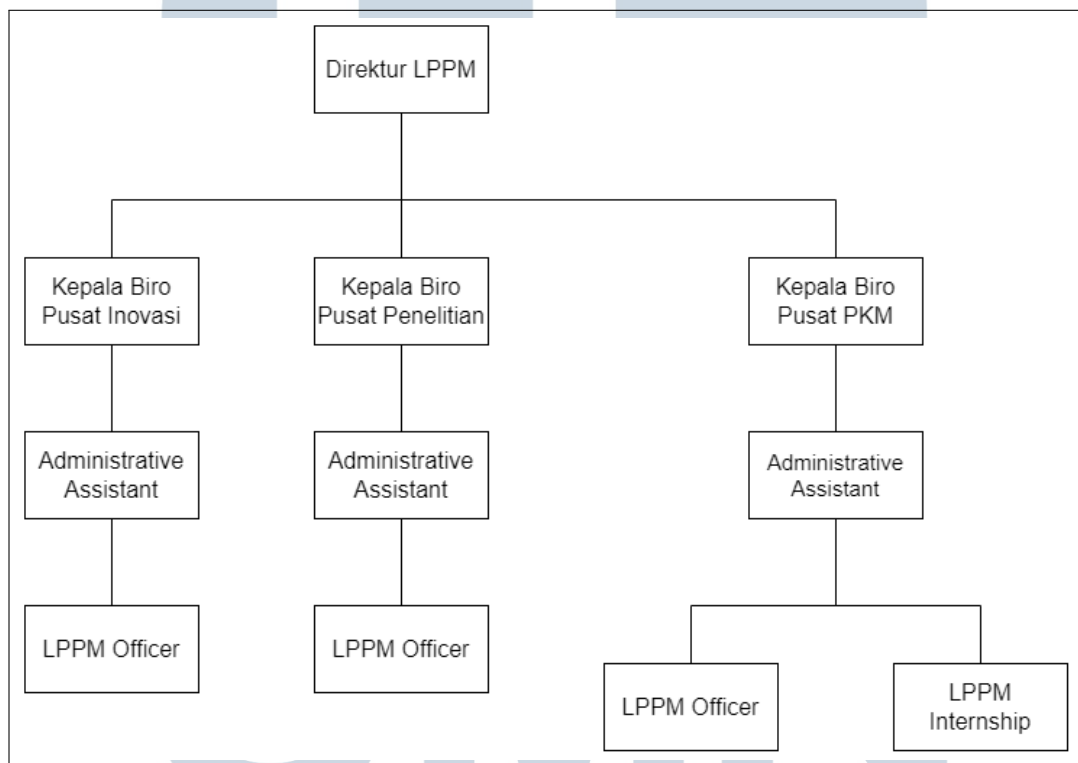 Direktur LPPM
Kepala Biro
Pusat Inovasi
Kepala Biro
Pusat Penelitian
Kepala Biro
Pusat PKM
Administrative
Assistant
Administrative
Assistant
Administrative
Assistant
LPPM Officer
LPPM Officer
LPPM Officer
LPPM
Internship